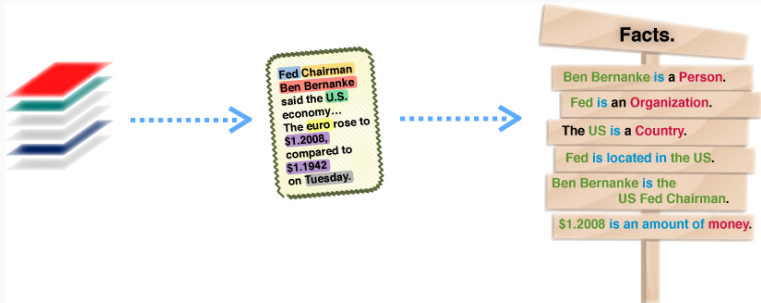 Fed Chairman
Ben Bernanke
said the U.S.
economy...
The euro rose to
$1.2008,
compared to
$1.1942
on Tuesday.
Facts.
Ben Bernanke is a Person.
Fed is an Organization.
The US is a Country.
Fed is located in the US.
Ben Bernanke is the
US Fed Chairman.
$1.2008 is an amount of money.